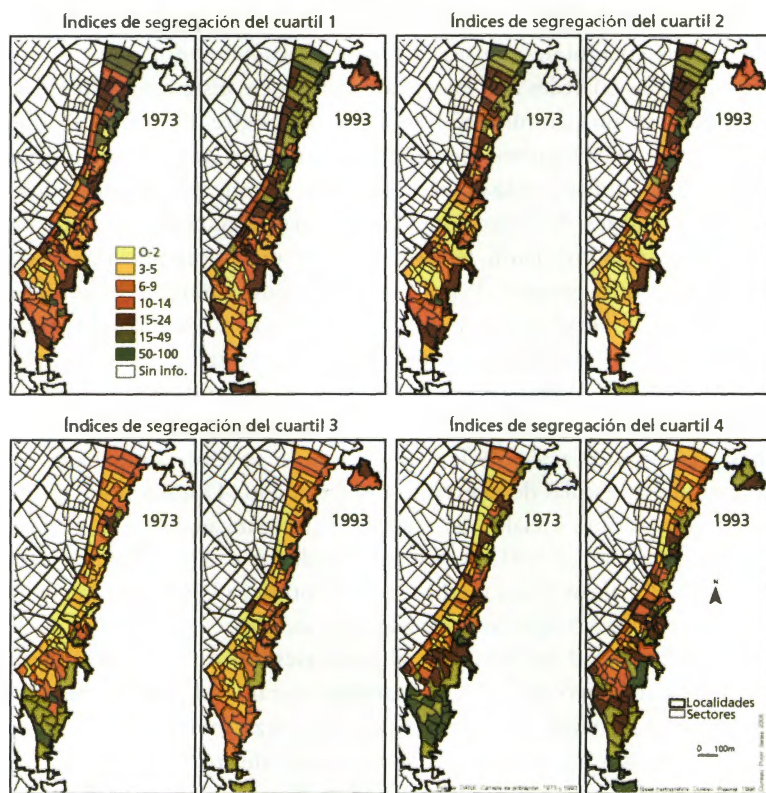 Índices de segregación del cuartil 1
Índices de segregación del cuartil 2
1973
1993
1973
1993
O-2
3-5
6-9
10-14
15-24
15-49
50-100
Sin Info.
Índices de segregación del cuartil 3
Índices de segregación del cuartil 4
1973
1993
1973
1993
N
Localidades
Sectores
0 100m